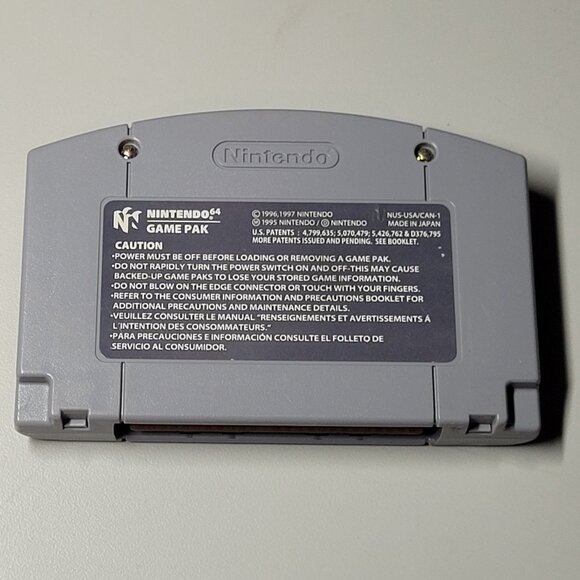 Nintendo
NINTENDO 64
GAME PAK
© 1996,1997 NINTENDO
Ⓜ 1995 NINTENDO / Ⓓ NINTENDO
NUS-USA/CAN-1
MADE IN JAPAN
U.S. PATENTS : 4,799,635; 5,070,479; 5,426,762 & D376,795
MORE PATENTS ISSUED AND PENDING. SEE BOOKLET.
CAUTION
•POWER MUST BE OFF BEFORE LOADING OR REMOVING A GAME PAK.
•DO NOT RAPIDLY TURN THE POWER SWITCH ON AND OFF-THIS MAY CAUSE
BACKED-UP GAME PAKS TO LOSE YOUR STORED GAME INFORMATION.
•DO NOT BLOW ON THE EDGE CONNECTOR OR TOUCH WITH YOUR FINGERS.
•REFER TO THE CONSUMER INFORMATION AND PRECAUTIONS BOOKLET FOR
ADDITIONAL PRECAUTIONS AND MAINTENANCE DETAILS.
•VEUILLEZ CONSULTER LE MANUAL "RENSEIGNEMENTS ET AVERTISSEMENTS Á
L'INTENTION DES CONSOMMATEURS."
•PARA PRECAUCIONES E INFORMACIÓN CONSULTE EL FOLLETO DE
SERVICIO AL CONSUMIDOR.